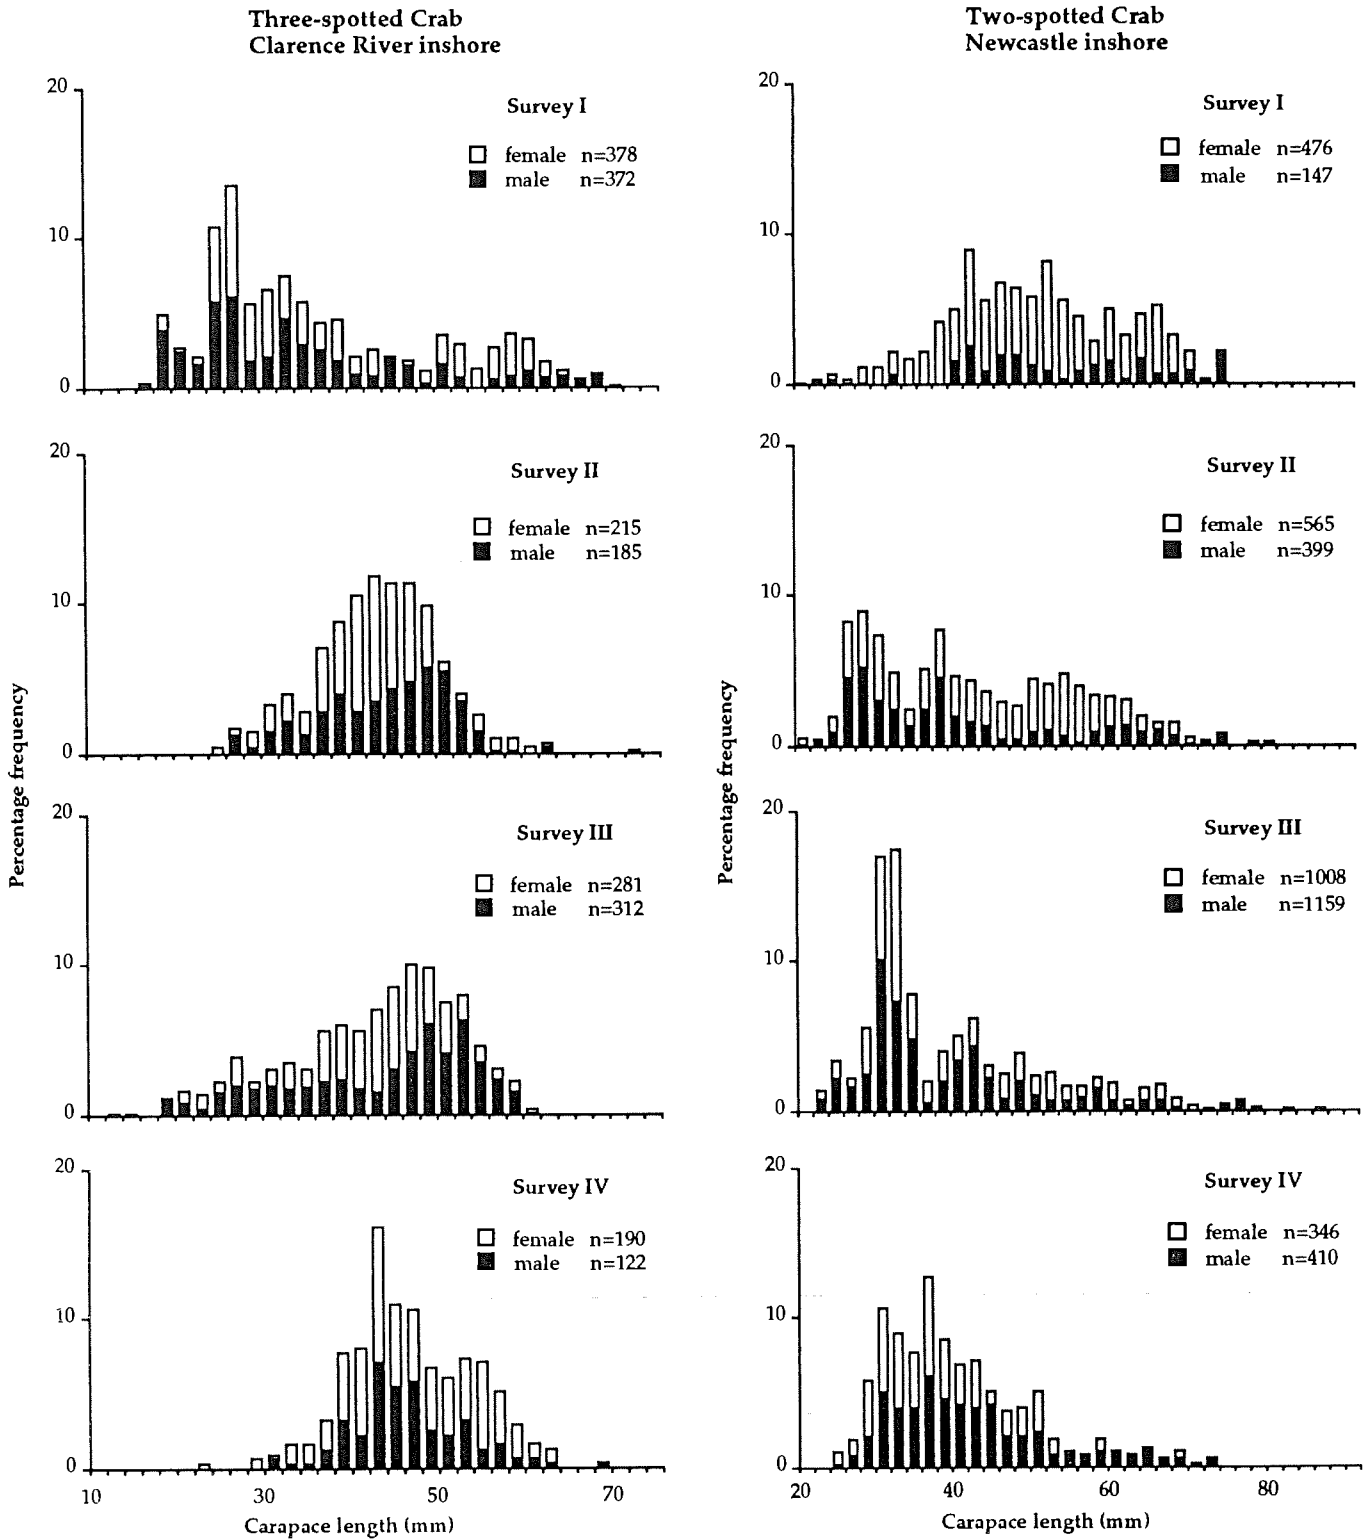 Three-spotted Crab
Clarence River inshore
20
10
0
Survey I
female n=378
male n=372
20
10
0
Survey II
female n=215
male n=185
20
10
0
Survey III
female n=281
male n=312
20
10
0
Survey IV
female n=190
male n=122
10 30 50 70
Carapace length (mm)
Percentage frequency
Two-spotted Crab
Newcastle inshore
20
10
0
Survey I
female n=476
male n=147
20
10
0
Survey II
female n=565
male n=399
20
10
0
Survey III
female n=1008
male n=1159
20
10
0
Survey IV
female n=346
male n=410
20 40 60 80
Carapace length (mm)
Percentage frequency